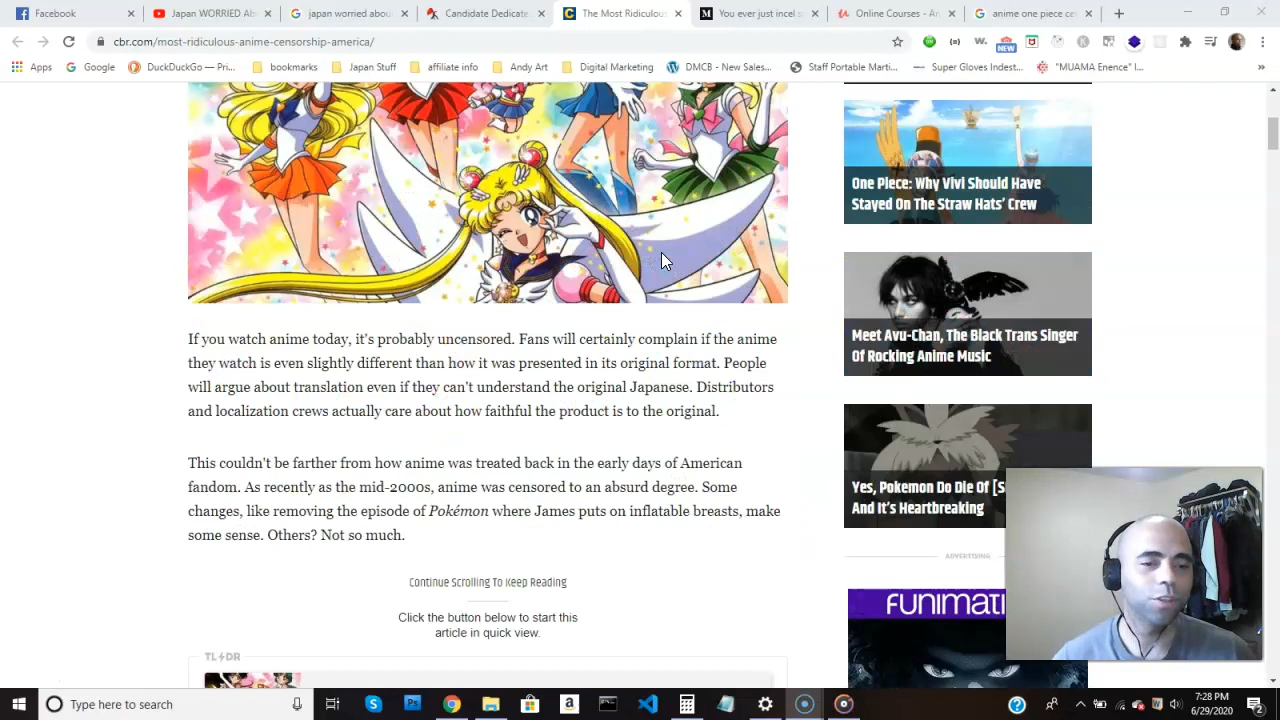 Facebook
Japan WORRIED Ab
Japan worried abou
Candidate Dedicate
The Most Ridiculous
You ever just incel s
Online Courses - An
anime one piece ce
cbr.com/most-ridiculous-anime-censorship-america/
NEW
Apps
Google
DuckDuckGo — Pri...
bookmarks
Japan Stuff
affiliate info
Andy Art
Digital Marketing
DMCB - New Sales...
Staff Portable Marti...
Super Gloves Indest...
"MUAMA Enence" I...
»
One Piece: Why Vivi Should Have
Stayed On The Straw Hats' Crew
Meet Avu-Chan, The Black Trans Singer
Of Rocking Anime Music
Yes, Pokemon Do Die Of [S
And It's Heartbreaking
ADVERTISING
FUNIMATI
If you watch anime today, it's probably uncensored. Fans will certainly complain if the anime
they watch is even slightly different than how it was presented in its original format. People
will argue about translation even if they can't understand the original Japanese. Distributors
and localization crews actually care about how faithful the product is to the original.
This couldn't be farther from how anime was treated back in the early days of American
fandom. As recently as the mid-2000s, anime was censored to an absurd degree. Some
changes, like removing the episode of Pokémon where James puts on inflatable breasts, make
some sense. Others? Not so much.
Continue Scrolling To Keep Reading
Click the button below to start this
article in quick view.
TL DR
Type here to search
7:28 PM
6/29/2020
2